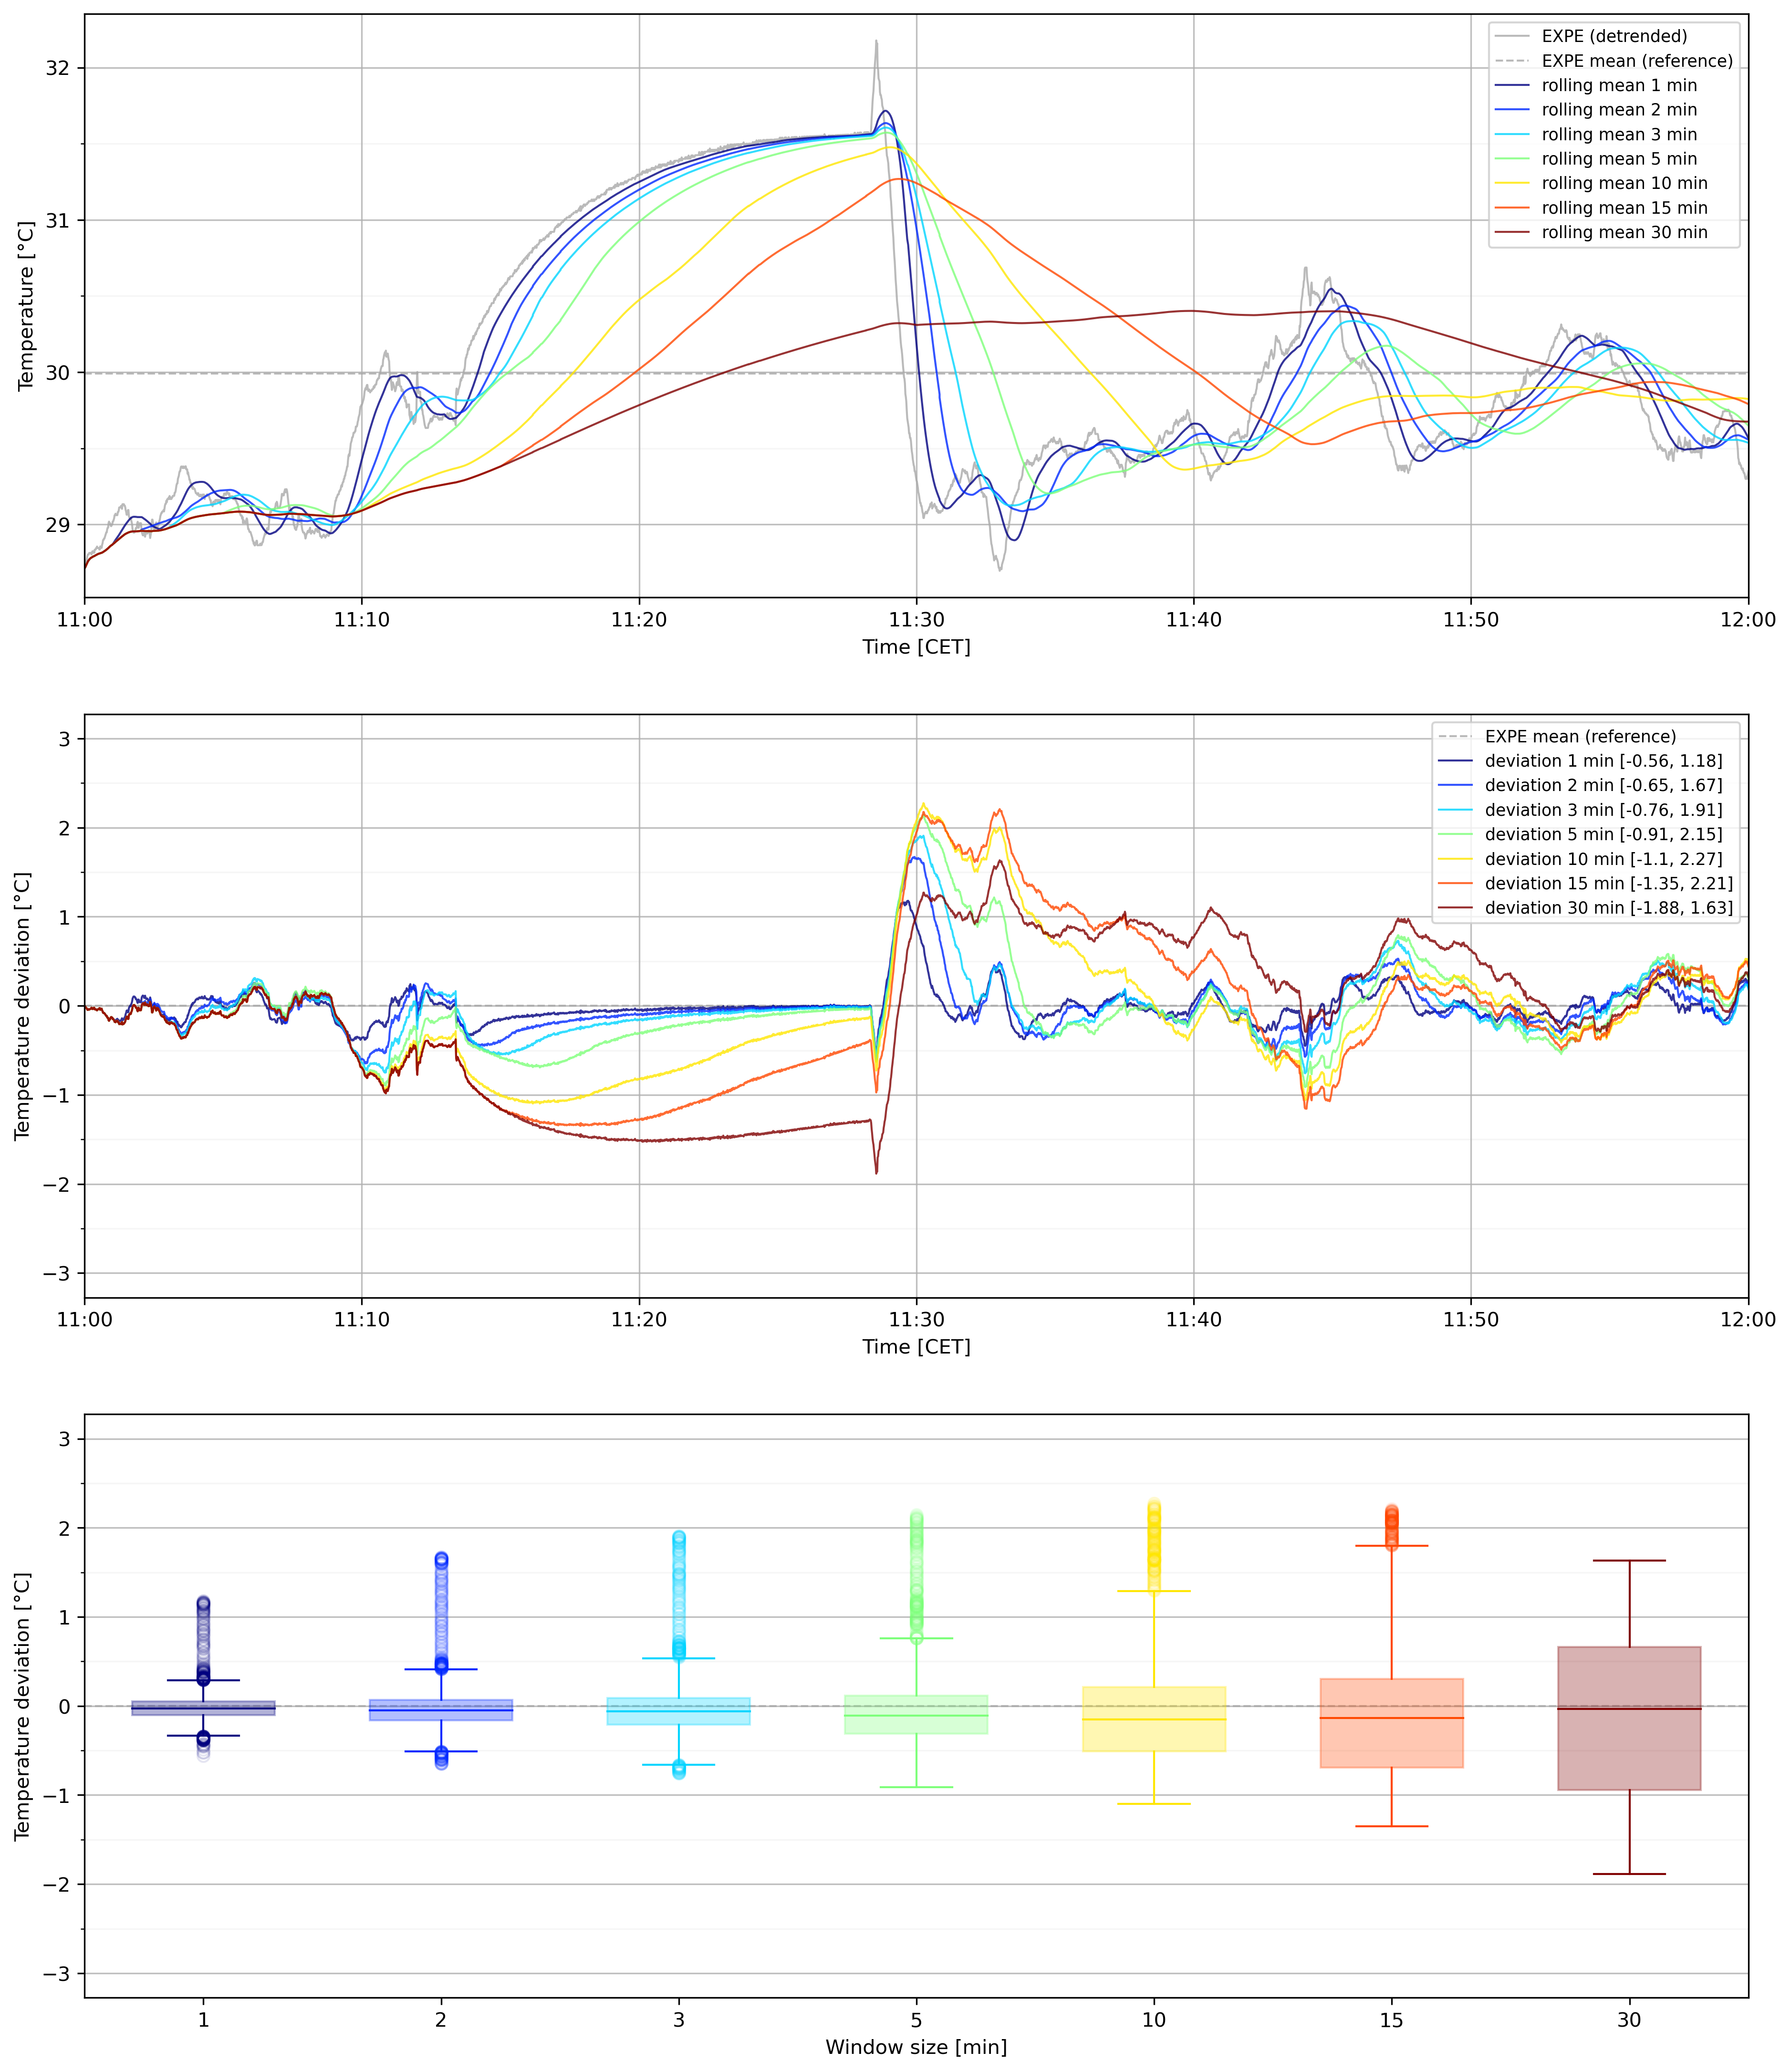 EXPE (detrended)
EXPE mean (reference)
rolling mean 1 min
rolling mean 2 min
rolling mean 3 min
rolling mean 5 min
rolling mean 10 min
rolling mean 15 min
rolling mean 30 min
Temperature [°C]
32
31
30
29
11:00 11:10 11:20 11:30 11:40 11:50 12:00
Time [CET]
EXPE mean (reference)
deviation 1 min [-0.56, 1.18]
deviation 2 min [-0.65, 1.67]
deviation 3 min [-0.76, 1.91]
deviation 5 min [-0.91, 2.15]
deviation 10 min [-1.1, 2.27]
deviation 15 min [-1.35, 2.21]
deviation 30 min [-1.88, 1.63]
Temperature deviation [°C]
3
2
1
0
−1
−2
−3
11:00 11:10 11:20 11:30 11:40 11:50 12:00
Time [CET]
Temperature deviation [°C]
3
2
1
0
−1
−2
−3
1 2 3 5 10 15 30
Window size [min]